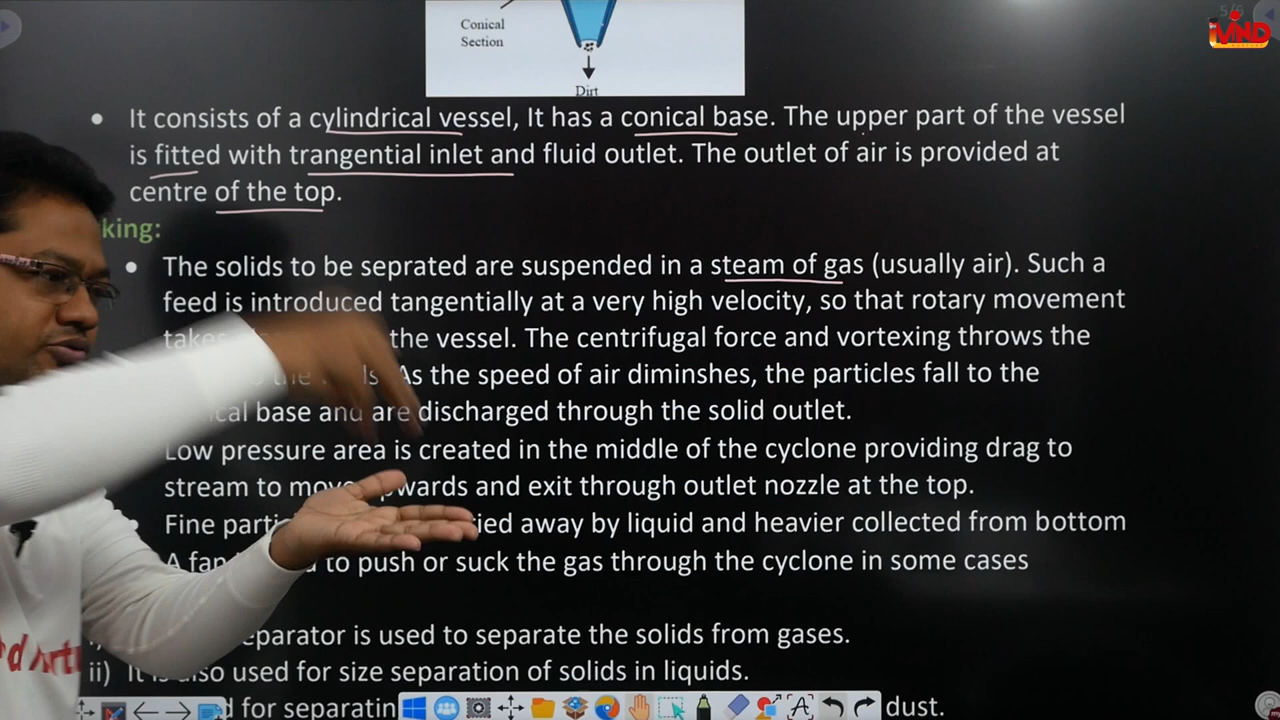 5/6
MIND
Conical
Section
Dirt
It consists of a cylindrical vessel, It has a conical base. The upper part of the vessel
is fitted with trangential inlet and fluid outlet. The outlet of air is provided at
centre of the top.
king:
The solids to be seprated are suspended in a steam of gas (usually air). Such a
feed is introduced tangentially at a very high velocity, so that rotary movement
the vessel. The centrifugal force and vortexing throws the
As the speed of air diminshes, the particles fall to the
base and are discharged through the solid outlet.
Low pressure area is created in the middle of the cyclone providing drag to
stream to and exit through outlet nozzle at the top.
Fine away by liquid and heavier collected from bottom
A to push or suck the gas through the cyclone in some cases
eparator is used to separate the solids from gases.
ii) It is also used for size separation of solids in liquids.
d for separatin dust.